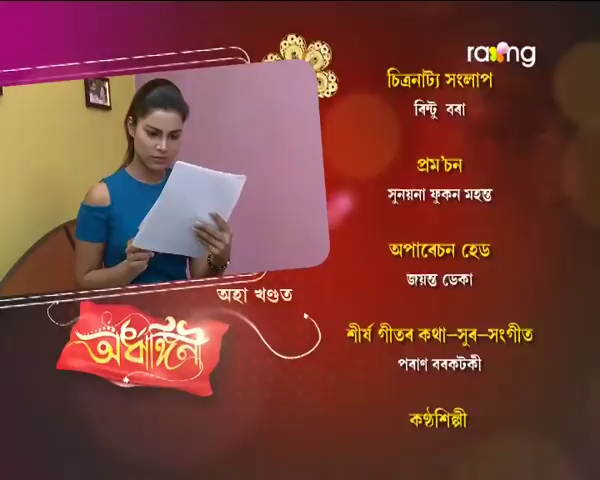 rang
চিত্ৰনাট্য সংলাপ
ৰিন্টু বৰা
প্ৰম'চন
সুনয়না ফুকন মহন্ত
অপাৰেচন হেড
জয়ন্ত ডেকা
অহা খণ্ডত
অৰ্ধাঙ্গিনী
শীৰ্ষ গীতৰ কথা–সুৰ–সংগীত
পৰাণ বৰকটকী
কণ্ঠশিল্পী